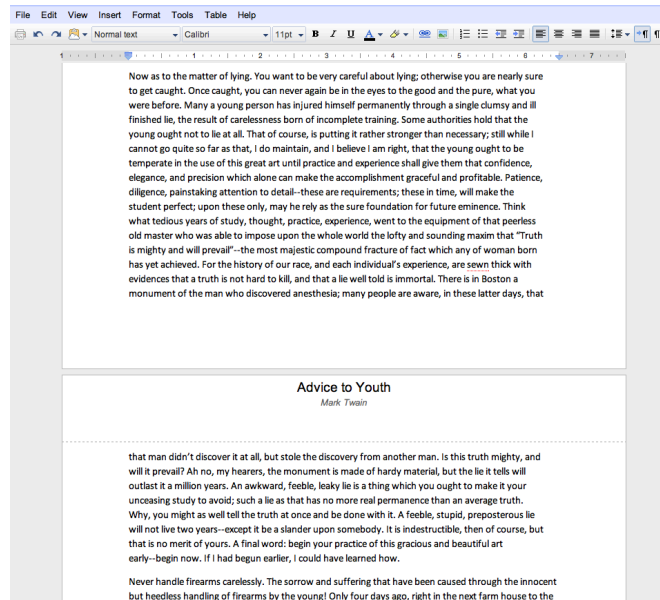 File Edit View Insert Format Tools Table Help
Normal text Calibri 11pt B I U A
1 1 2 3 4 5 6 7
Now as to the matter of lying. You want to be very careful about lying; otherwise you are nearly sure
to get caught. Once caught, you can never again be in the eyes to the good and the pure, what you
were before. Many a young person has injured himself permanently through a single clumsy and ill
finished lie, the result of carelessness born of incomplete training. Some authorities hold that the
young ought not to lie at all. That of course, is putting it rather stronger than necessary; still while I
cannot go quite so far as that, I do maintain, and I believe I am right, that the young ought to be
temperate in the use of this great art until practice and experience shall give them that confidence,
elegance, and precision which alone can make the accomplishment graceful and profitable. Patience,
diligence, painstaking attention to detail--these are requirements; these in time, will make the
student perfect; upon these only, may he rely as the sure foundation for future eminence. Think
what tedious years of study, thought, practice, experience, went to the equipment of that peerless
old master who was able to impose upon the whole world the lofty and sounding maxim that “Truth
is mighty and will prevail”--the most majestic compound fracture of fact which any of woman born
has yet achieved. For the history of our race, and each individual’s experience, are sewn thick with
evidences that a truth is not hard to kill, and that a lie well told is immortal. There is in Boston a
monument of the man who discovered anesthesia; many people are aware, in these latter days, that
Advice to Youth
Mark Twain
that man didn’t discover it at all, but stole the discovery from another man. Is this truth mighty, and
will it prevail? Ah no, my hearers, the monument is made of hardy material, but the lie it tells will
outlast it a million years. An awkward, feeble, leaky lie is a thing which you ought to make it your
unceasing study to avoid; such a lie as that has no more real permanence than an average truth.
Why, you might as well tell the truth at once and be done with it. A feeble, stupid, preposterous lie
will not live two years--except it be a slander upon somebody. It is indestructible, then of course, but
that is no merit of yours. A final word: begin your practice of this gracious and beautiful art
early--begin now. If I had begun earlier, I could have learned how.
Never handle firearms carelessly. The sorrow and suffering that have been caused through the innocent
but heedless handling of firearms by the young! Only four days ago, right in the next farm house to the